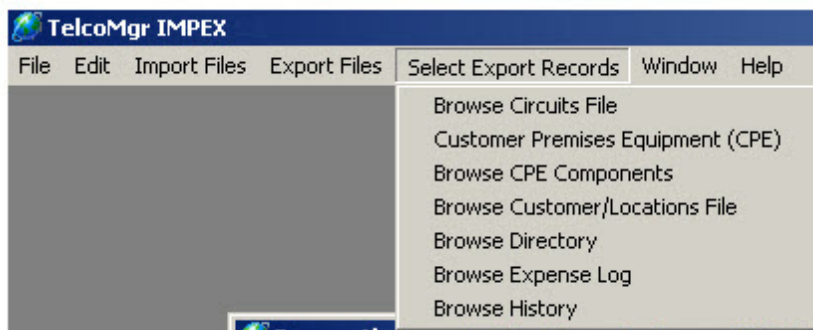 TelcoMgr IMPEX
File Edit Import Files Export Files Select Export Records Window Help
Browse Circuits File
Customer Premises Equipment (CPE)
Browse CPE Components
Browse Customer/Locations File
Browse Directory
Browse Expense Log
Browse History